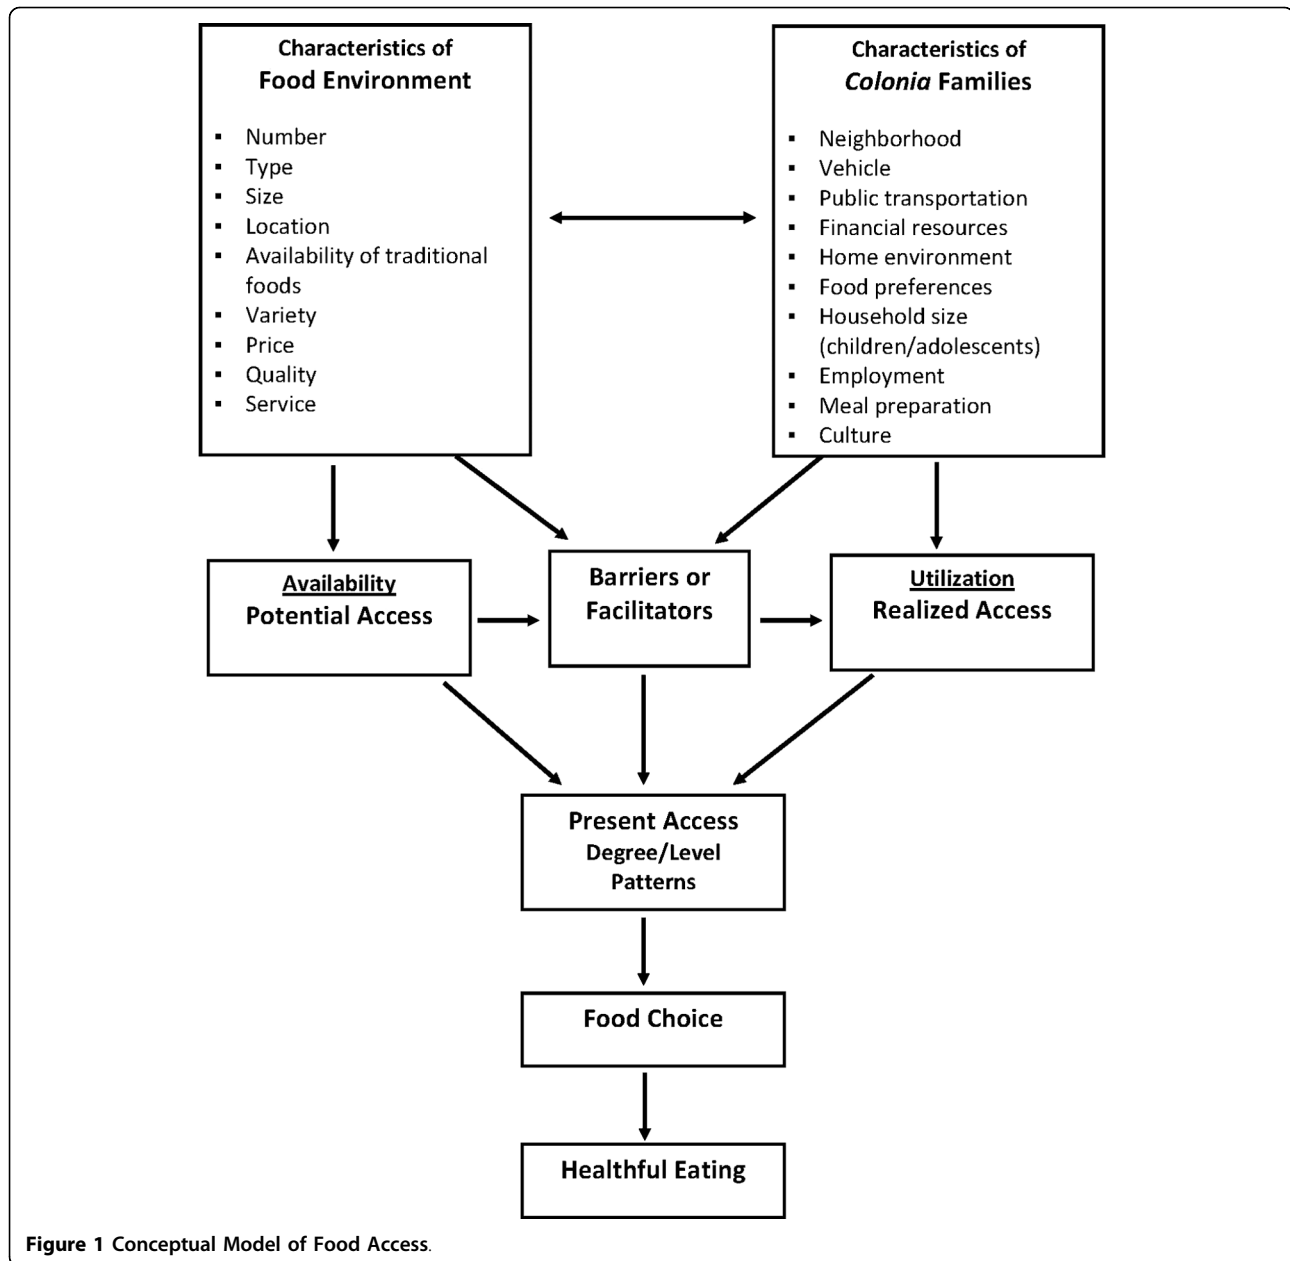 Characteristics of
Food Environment
▪ Number
▪ Type
▪ Size
▪ Location
▪ Availability of traditional
foods
▪ Variety
▪ Price
▪ Quality
▪ Service
Characteristics of
Colonia Families
▪ Neighborhood
▪ Vehicle
▪ Public transportation
▪ Financial resources
▪ Home environment
▪ Food preferences
▪ Household size
(children/adolescents)
▪ Employment
▪ Meal preparation
▪ Culture
Availability
Potential Access
Barriers or
Facilitators
Utilization
Realized Access
Present Access
Degree/Level
Patterns
Food Choice
Healthful Eating
Figure 1 Conceptual Model of Food Access.